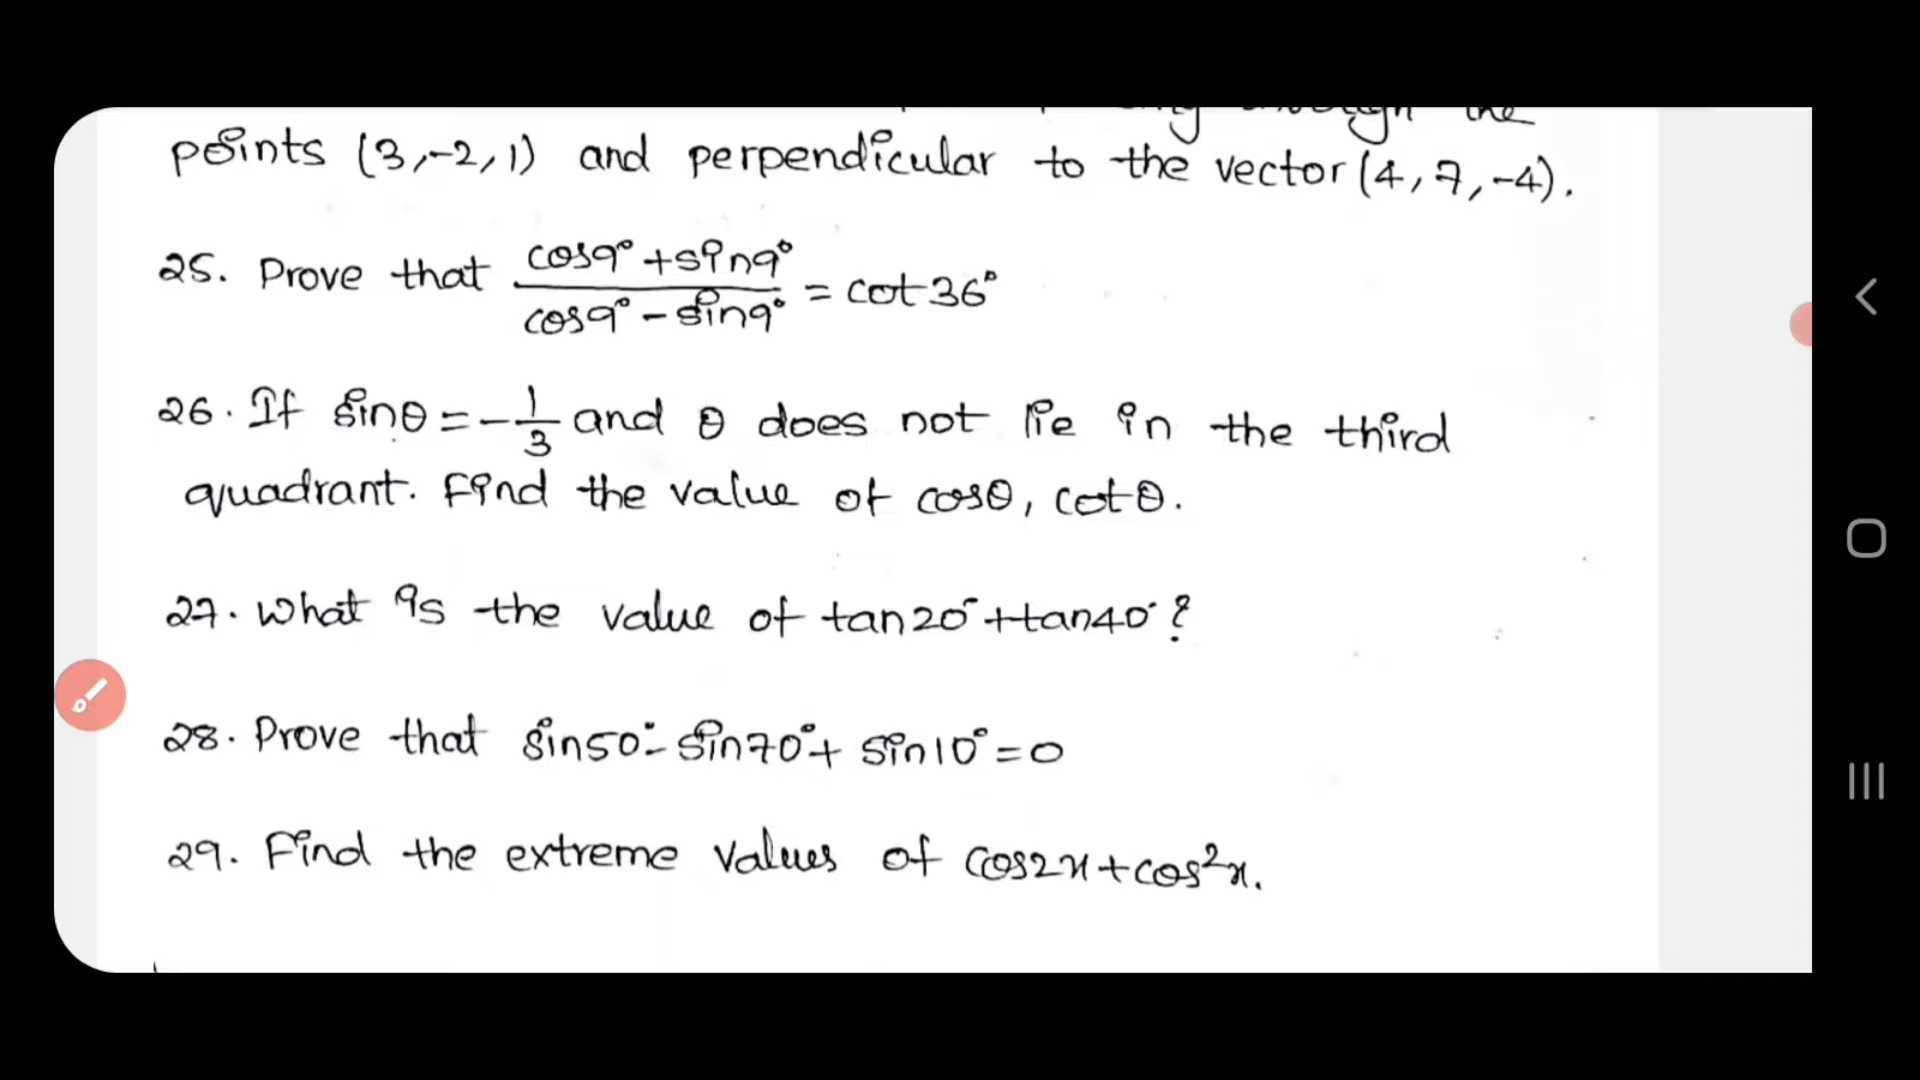 the
points (3,-2,1) and perpendicular to the vector (4,7,-4).
25. Prove that (cos9° + sin9°)/(cos9° - sin9°) = cot36°
26. If sinθ = -1/3 and θ does not lie in the third
quadrant. Find the value of cosθ, cotθ.
27. What is the value of tan20° + tan40°?
28. Prove that sin50° - sin70° + sin10° = 0
29. Find the extreme values of cos2x + cos²x.